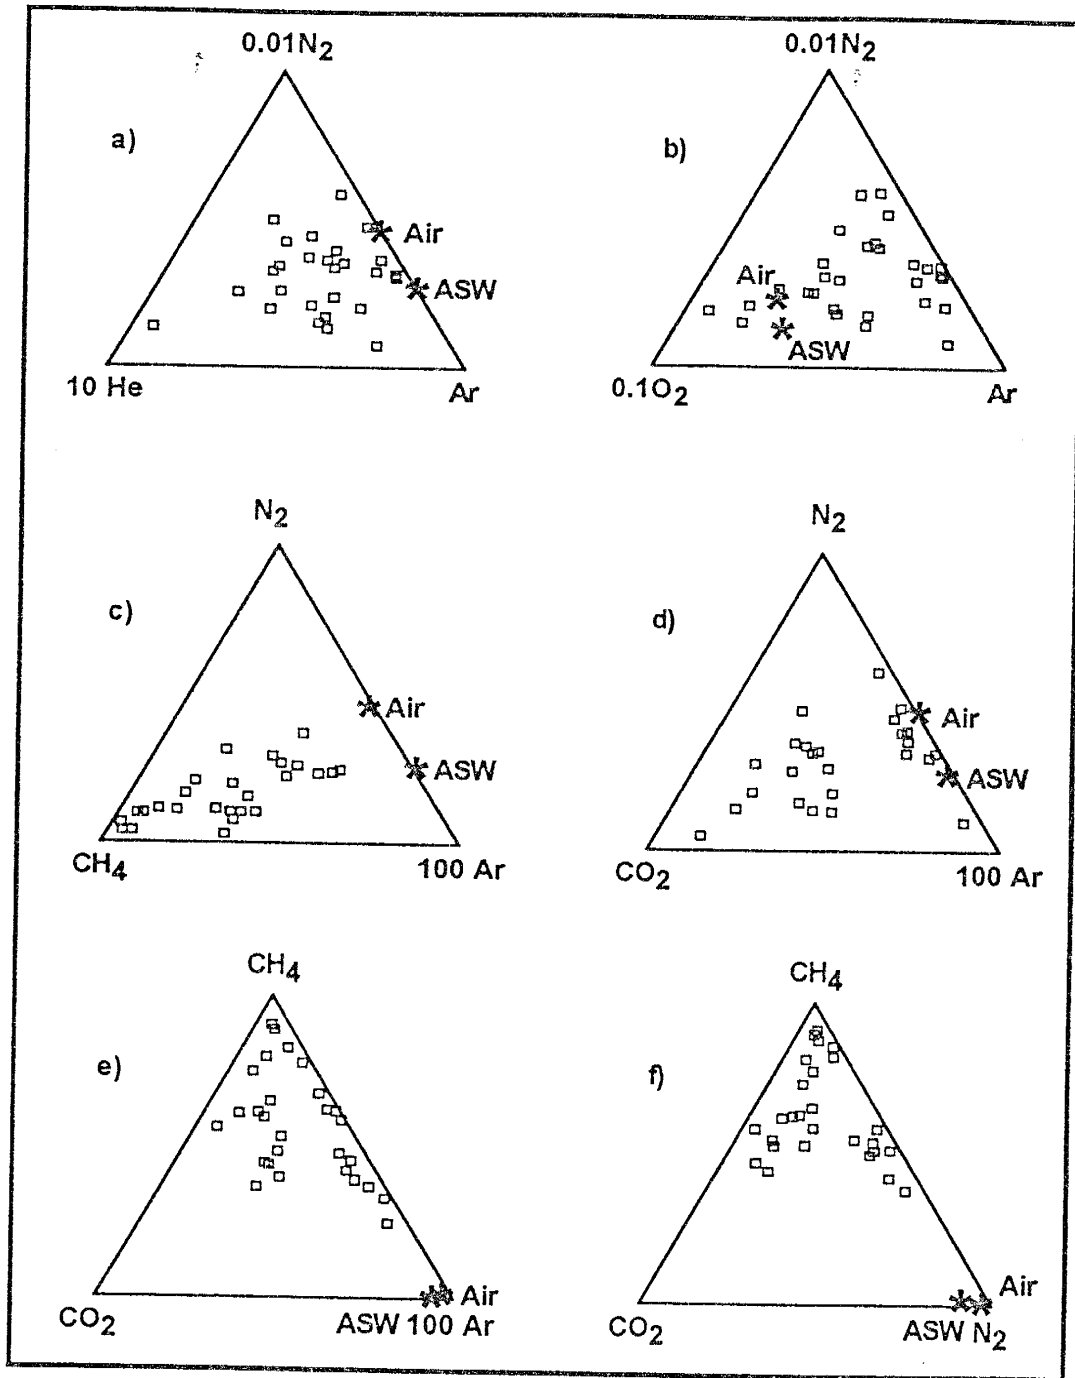 0.01N2
0.01N2
a)
b)
Air
ASW
10 He
Ar
Air
ASW
0.1O2
Ar
N2
N2
c)
d)
Air
ASW
CH4
100 Ar
Air
ASW
CO2
100 Ar
CH4
CH4
e)
f)
Air
CO2
ASW 100 Ar
Air
CO2
ASW N2